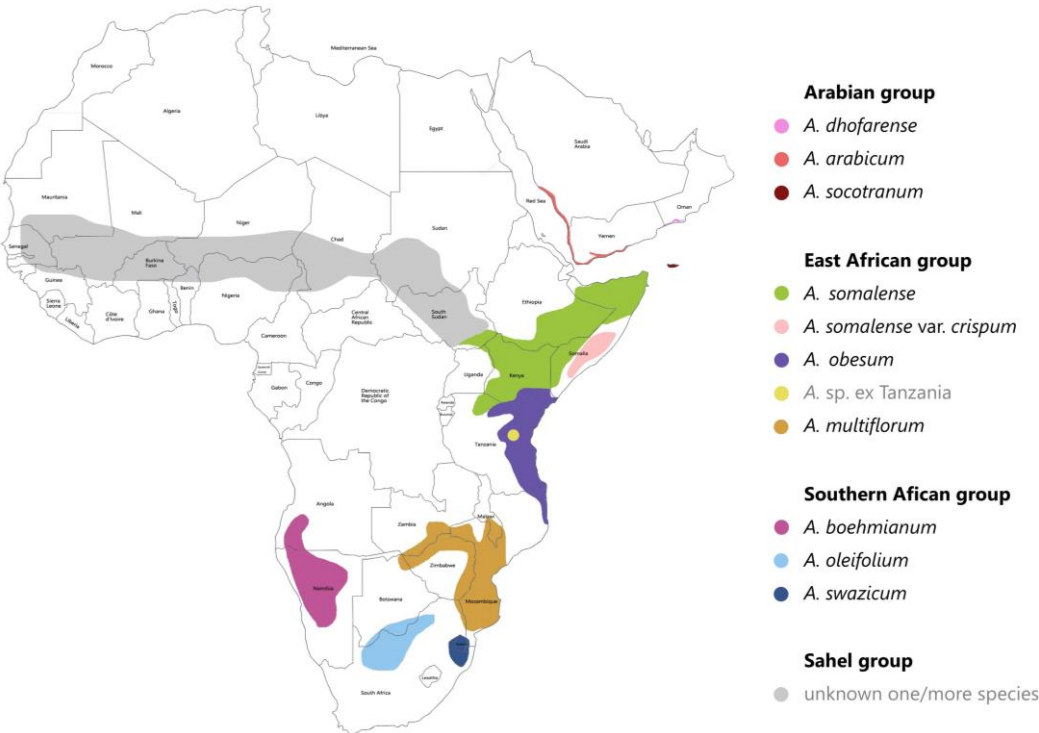 Mediterranean Sea
Morocco
Algeria
Libya
Egypt
Saudi
Arabia
Mauritania
Mali
Niger
Chad
Sudan
Red Sea
Oman
Yemen
Senegal
Burkina
Faso
Guinea
Sierra
Leone
Liberia
Côte
d'Ivoire
Ghana
Togo
Benin
Nigeria
Cameroon
Central
African
Republic
South
Sudan
Ethiopia
Somalia
Uganda
Kenya
Gabon
Congo
Democratic
Republic of
the Congo
Tanzania
Angola
Zambia
Malawi
Zimbabwe
Mozambique
Namibia
Botswana
South Africa
Lesotho
Arabian group
A. dhofarense
A. arabicum
A. socotranum
East African group
A. somalense
A. somalense var. crispum
A. obesum
A. sp. ex Tanzania
A. multiflorum
Southern Afican group
A. boehmianum
A. oleifolium
A. swazicum
Sahel group
unknown one/more species